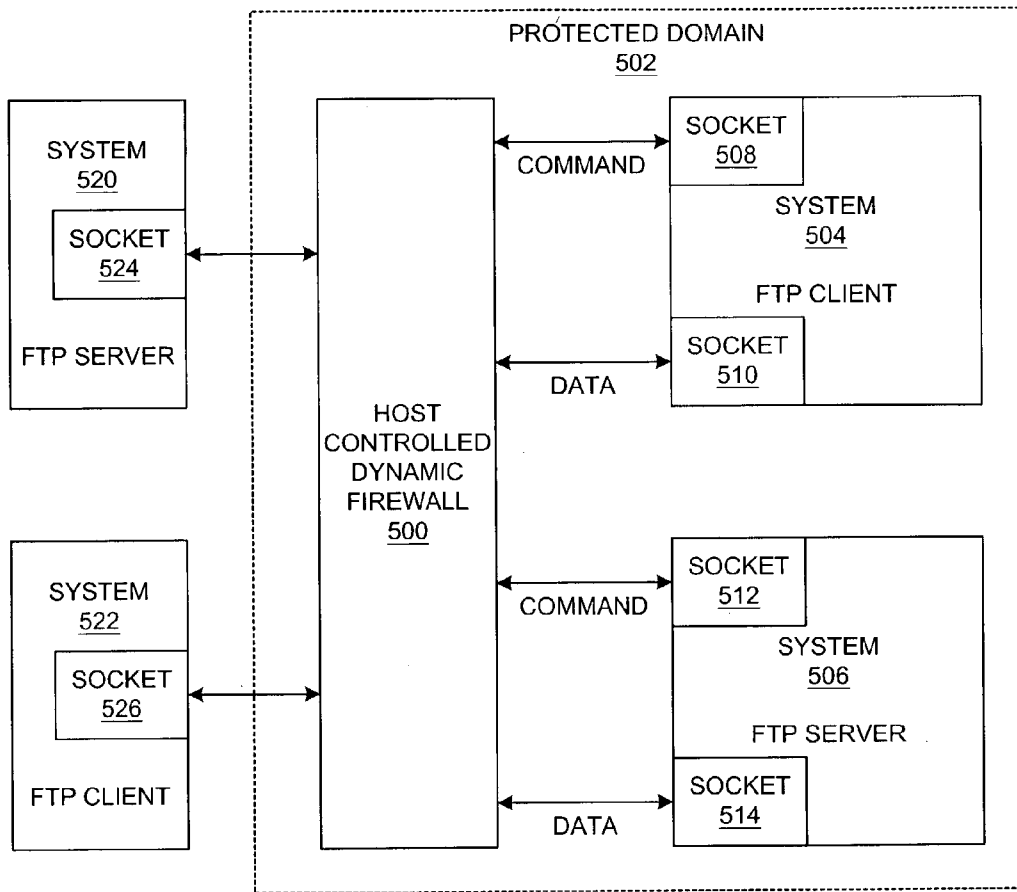 PROTECTED DOMAIN
502
SYSTEM
520
SOCKET
524
FTP SERVER
HOST
CONTROLLED
DYNAMIC
FIREWALL
500
COMMAND
SOCKET
508
SYSTEM
504
FTP CLIENT
DATA
SOCKET
510
SYSTEM
522
SOCKET
526
FTP CLIENT
COMMAND
SOCKET
512
SYSTEM
506
FTP SERVER
DATA
SOCKET
514